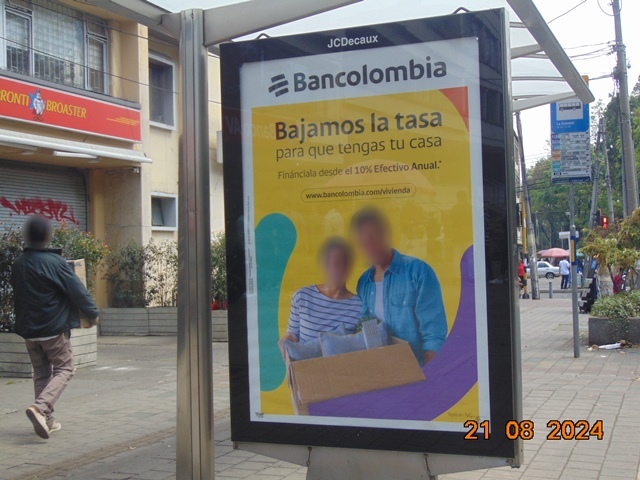 JCDecaux
Bancolombia
Bajamos la tasa
para que tengas tu casa
Finánciala desde el 10% Efectivo Anual.*
www.bancolombia.com/vivienda
RONTI BROASTER
21 08 2024